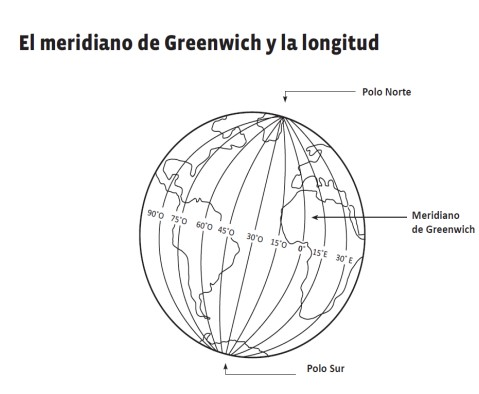 El meridiano de Greenwich y la longitud
Polo Norte
Meridiano
de Greenwich
90°O 75°O 60°O 45°O 30°O 15°O 0° 15°E 30°E
Polo Sur